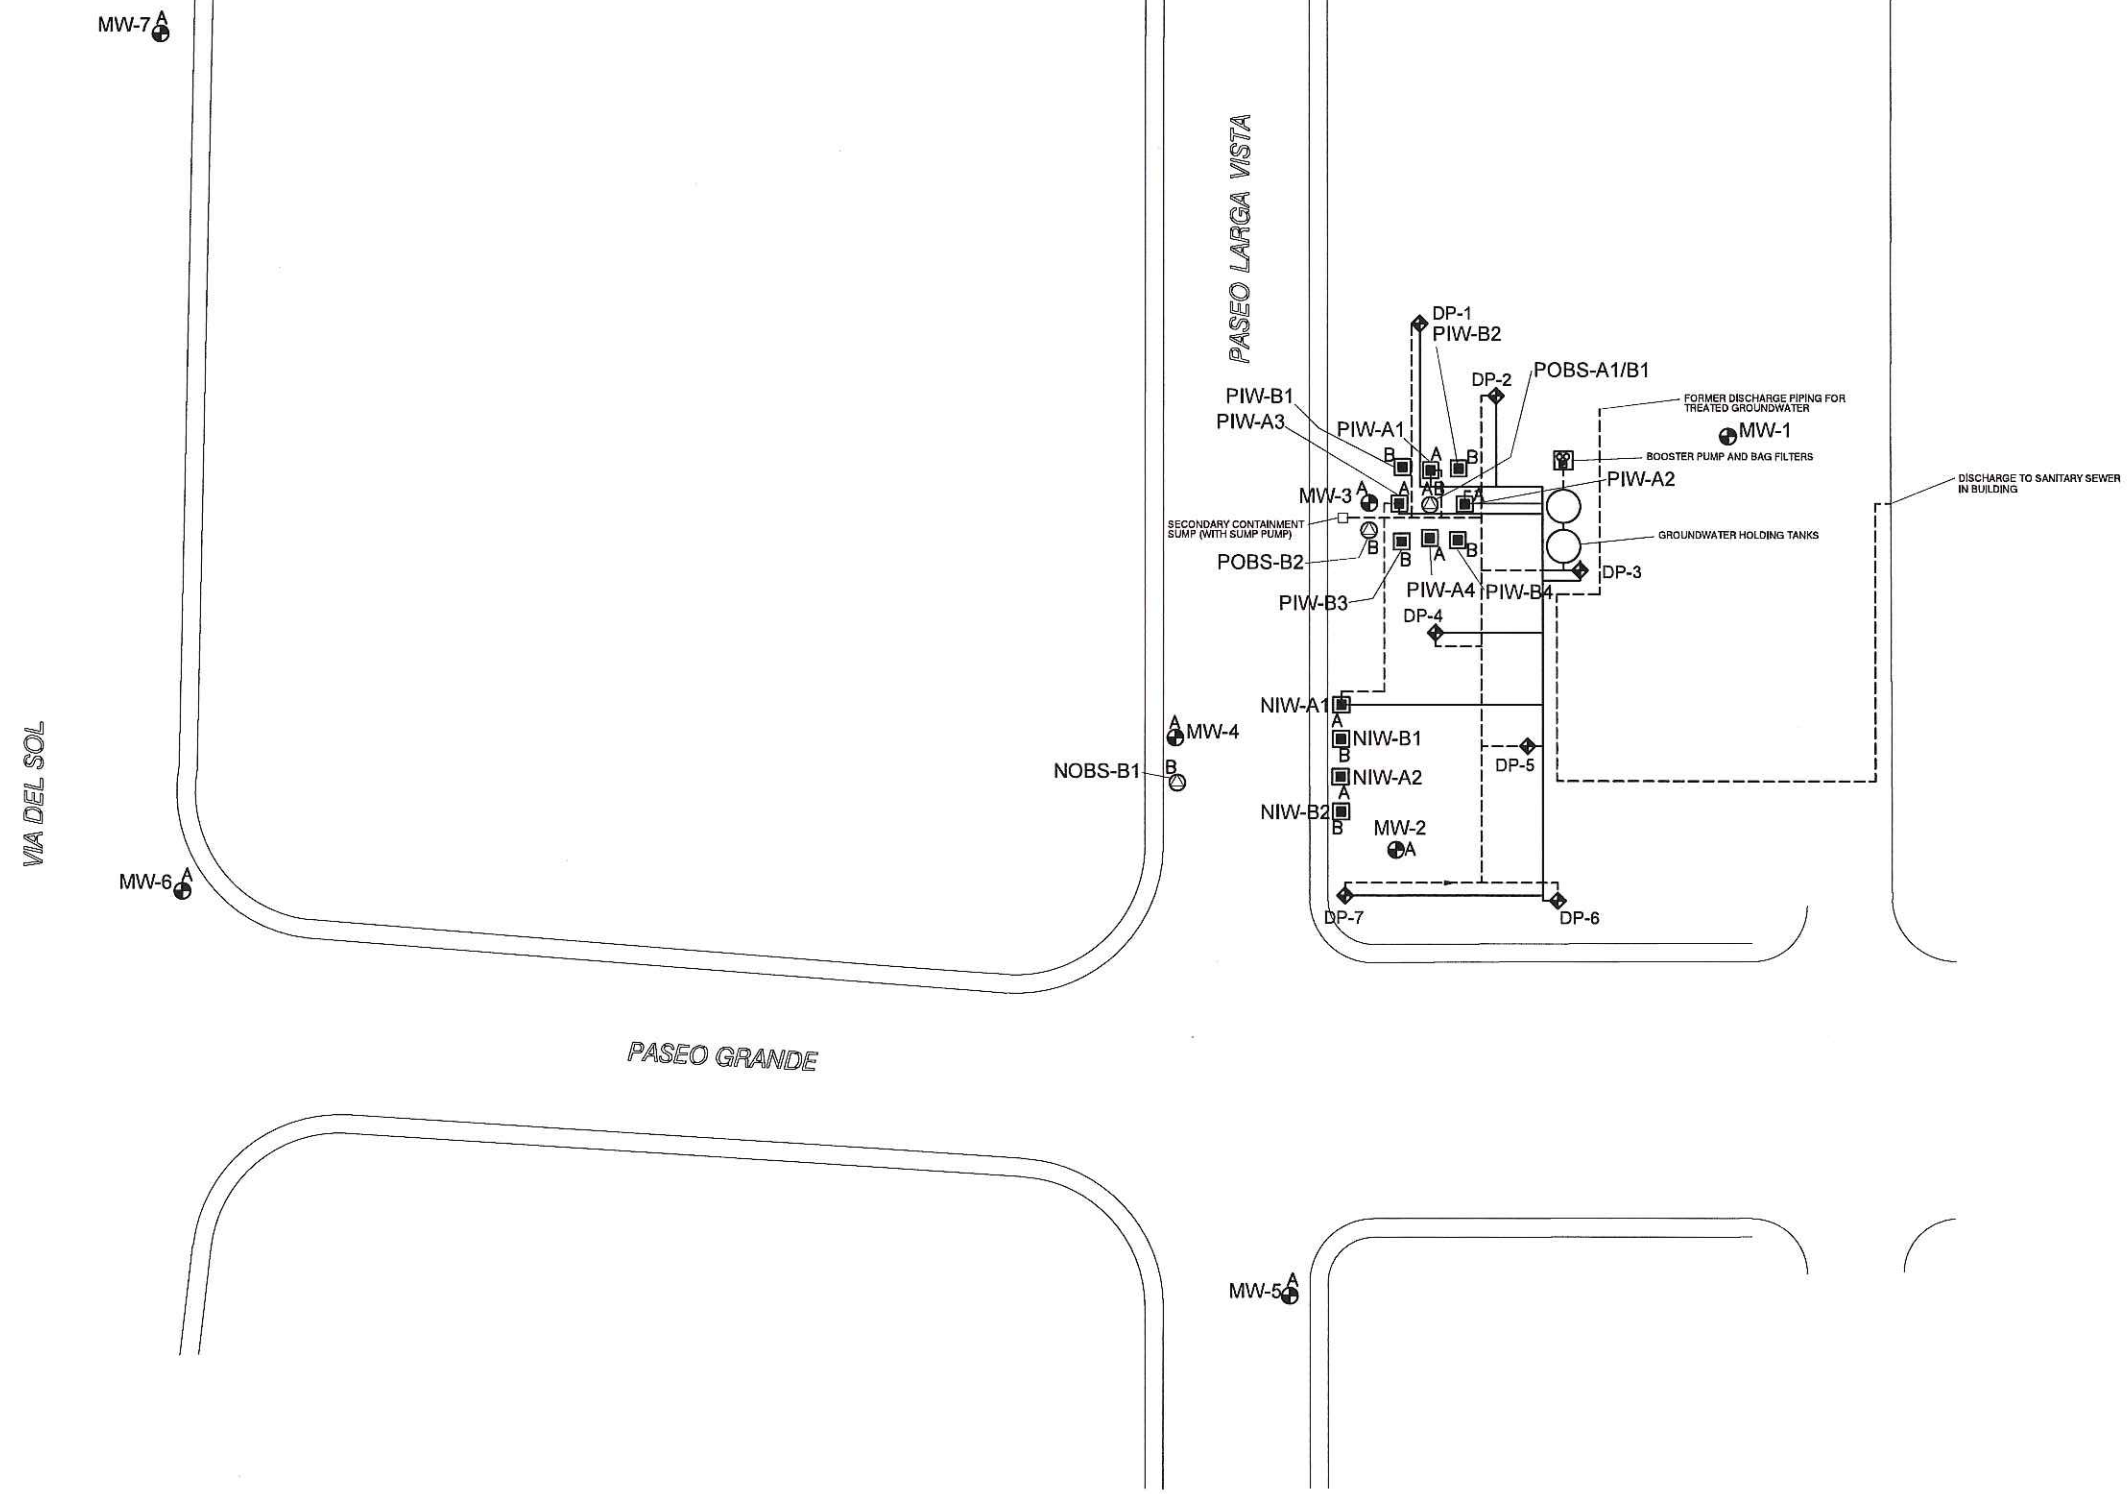 MW-7 A
PASEO LARGA VISTA
DP-1
PIW-B2
POBS-A1/B1
DP-2
PIW-B1
PIW-A3
PIW-A1
FORMER DISCHARGE PIPING FOR
TREATED GROUNDWATER
MW-1
B
A
B
BOOSTER PUMP AND BAG FILTERS
PIW-A2
DISCHARGE TO SANITARY SEWER
IN BUILDING
MW-3 A
A
A
B
A
SECONDARY CONTAINMENT
SUMP (WITH SUMP PUMP)
GROUNDWATER HOLDING TANKS
B
B
A
B
POBS-B2
DP-3
PIW-A4
PIW-B4
PIW-B3
DP-4
NIW-A1
A
A
MW-4
NIW-B1
B
NOBS-B1
B
DP-5
NIW-A2
A
NIW-B2
B
MW-2
A
VIA DEL SOL
MW-6 A
DP-7
DP-6
PASEO GRANDE
MW-5 A